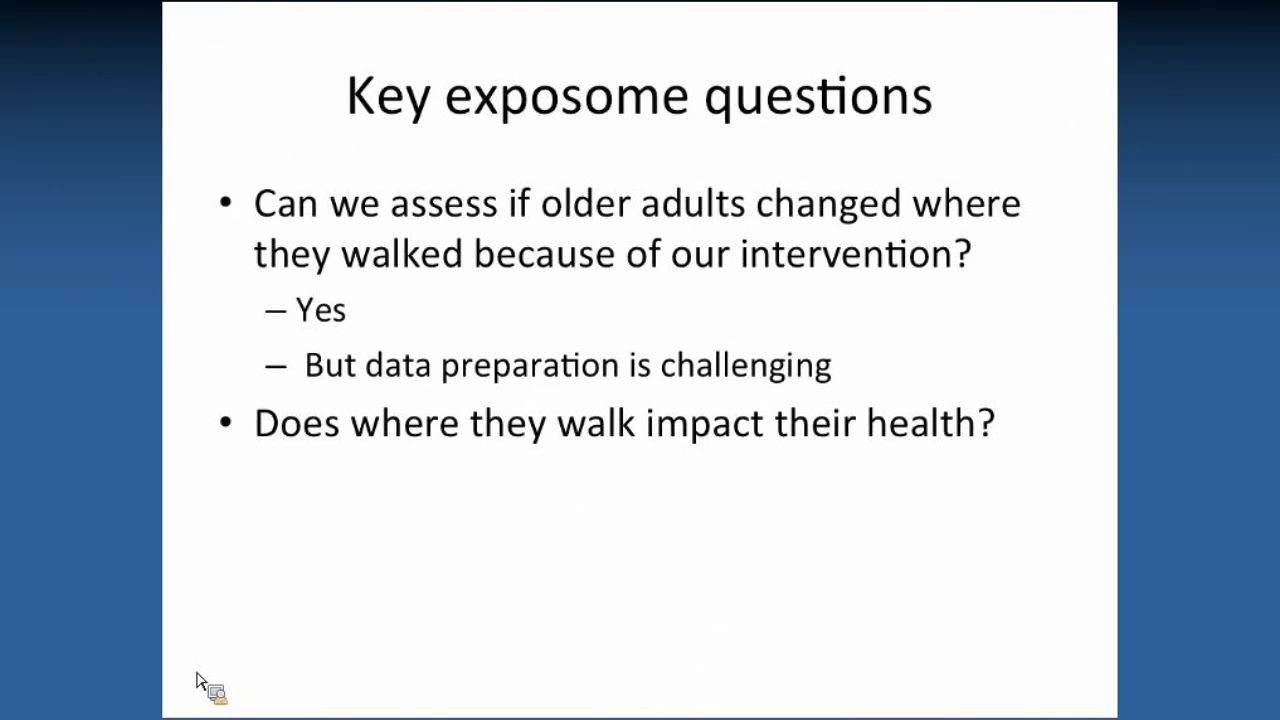 Key exposome questions
• Can we assess if older adults changed where
they walked because of our intervention?
– Yes
– But data preparation is challenging
• Does where they walk impact their health?